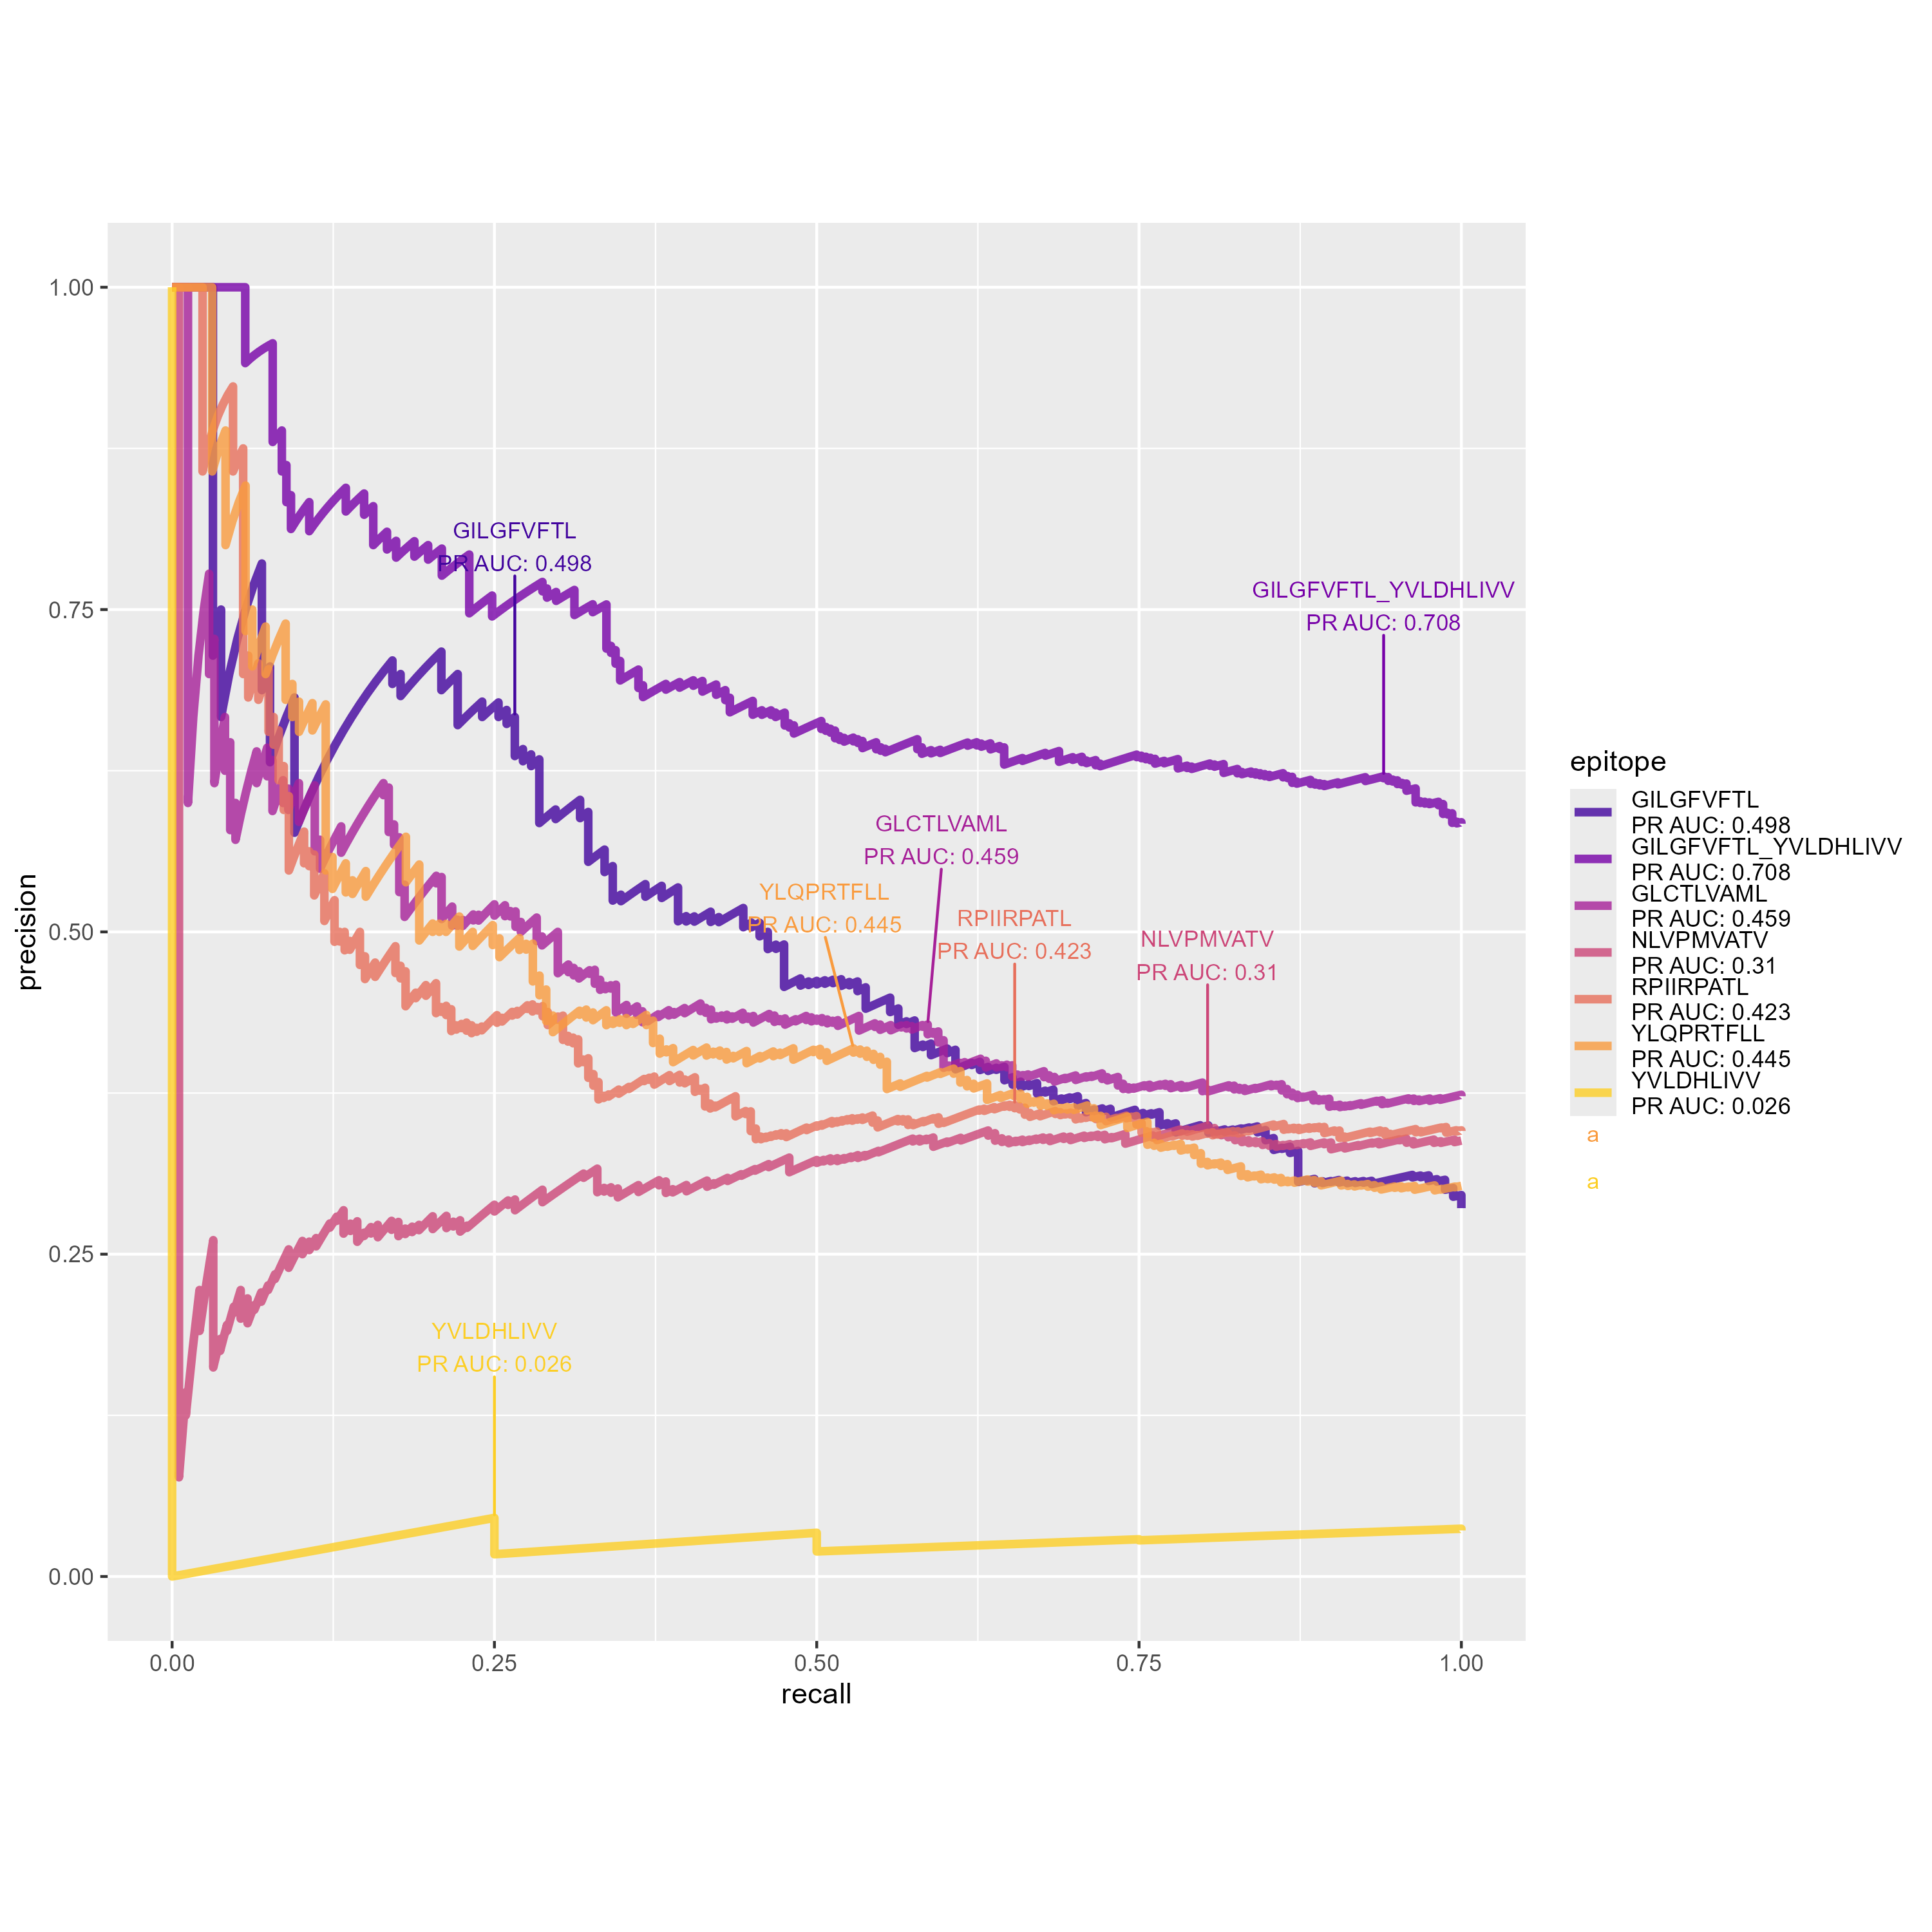 1.00
0.75
0.50
0.25
0.00
precision
GILGFVFTL
PR AUC: 0.498
GILGFVFTL_YVLDHLIVV
PR AUC: 0.708
GLCTLVAML
PR AUC: 0.459
YLQPRTFLL
PR AUC: 0.445
RPIIRPATL
PR AUC: 0.423
NLVPMVATV
PR AUC: 0.31
YVLDHLIVV
PR AUC: 0.026
0.00
0.25
0.50
0.75
1.00
recall
epitope
GILGFVFTL
PR AUC: 0.498
GILGFVFTL_YVLDHLIVV
PR AUC: 0.708
GLCTLVAML
PR AUC: 0.459
NLVPMVATV
PR AUC: 0.31
RPIIRPATL
PR AUC: 0.423
YLQPRTFLL
PR AUC: 0.445
YVLDHLIVV
PR AUC: 0.026
a
a